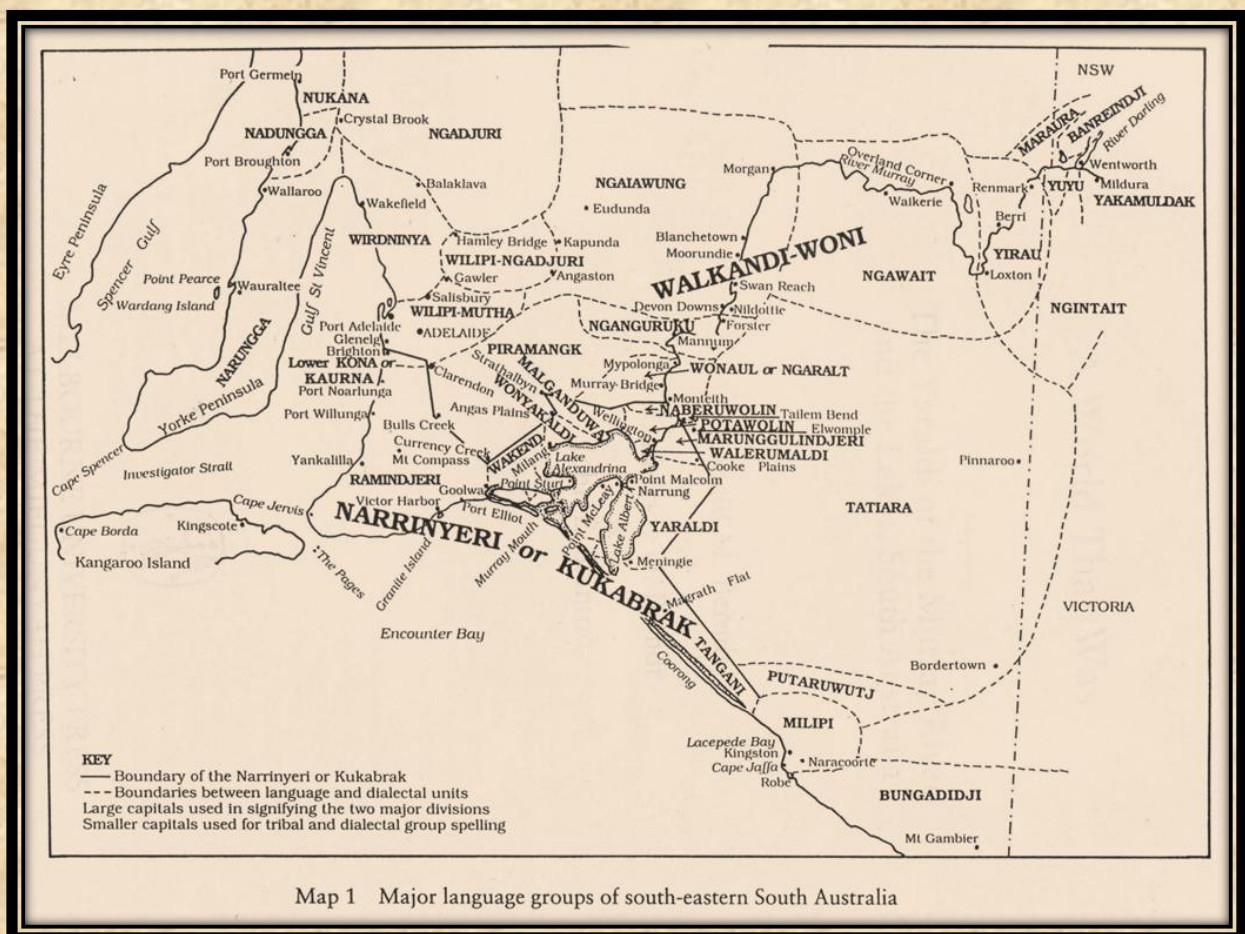 Port Germein
NUKANA
Crystal Brook
NADUNGGA
NGADJURI
Port Broughton
Wallaroo
Balaklava
Wakefield
Eyre Peninsula
Spencer Gulf
Gulf St Vincent
WIRDNINYA
Hamley Bridge
Kapunda
WILIPI-NGADJURI
Gawler
Angaston
Point Pearce
Wardang Island
Wauraltee
Salisbury
WILIPI-MUTHA
Port Adelaide
ADELAIDE
Glenelg
Brighton
NARUNGGA
Yorke Peninsula
Lower KONA or
KAURNA
Port Noarlunga
Clarendon
Port Willunga
Bulls Creek
Angas Plains
Currency Creek
Mt Compass
Yankalilla
Cape Spencer
Investigator Strait
RAMINDJERI
Victor Harbor
Goolwa
Port Elliot
Cape Jervis
Cape Borda
Kingscote
Kangaroo Island
The Pages
Granite Island
Murray Mouth
Encounter Bay
NGAIAWUNG
Eudunda
Morgan
Overland Corner
River Murray
Waikerie
Blanchetown
Moorundie
WALKANDI-WONI
Swan Reach
NGAWAIT
Devon Downs
Nildottie
NGANGURUKU
Forster
Mannum
PIRAMANGK
Strathalbyn
MALGANDUWA
WONYAKALDI
WAKEND
Milang
Mypolonga
WONAUL or NGARALT
Murray Bridge
Monteith
Wellington
NABERUWOLIN
Tailem Bend
POTAWOLIN
Elwomple
MARUNGGULINDJERI
WALERUMALDI
Cooke Plains
Lake
Alexandrina
Point Sturt
Point Malcolm
Narrung
Point McLeay
Lake Albert
YARALDI
Meningie
NARRINYERI or KUKABRAK
Magrath Flat
TANGANI
Coorong
NSW
MARAURA
BANREINDJI
River Darling
Wentworth
Renmark
YUYU
Mildura
YAKAMULDAK
Berri
YIRAU
Loxton
NGINTAIT
Pinnaroo
TATIARA
VICTORIA
Bordertown
PUTARUWUTJ
MILIPI
Lacepede Bay
Kingston
Cape Jaffa
Naracoorte
Robe
BUNGADIDJI
Mt Gambier
KEY
Boundary of the Narrinyeri or Kukabrak
Boundaries between language and dialectal units
Large capitals used in signifying the two major divisions
Smaller capitals used for tribal and dialectal group spelling
Map 1 Major language groups of south-eastern South Australia